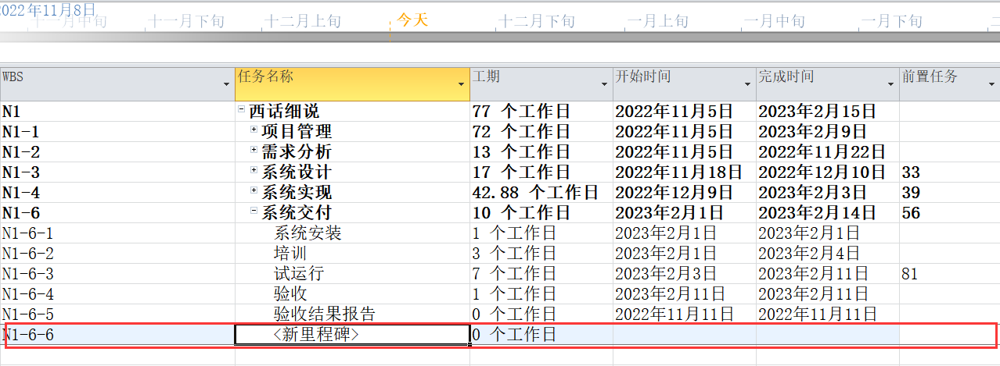 2022年11月8日
十一月中旬 十一月下旬 十二月上旬 今天 十二月下旬 一月上旬 一月中旬 一月下旬 二
WBS 任务名称 工期 开始时间 完成时间 前置任务
N1 西话细说 77 个工作日 2022年11月5日 2023年2月15日
N1-1 项目管理 72 个工作日 2022年11月5日 2023年2月9日
N1-2 需求分析 13 个工作日 2022年11月5日 2022年11月22日
N1-3 系统设计 17 个工作日 2022年11月18日 2022年12月10日 33
N1-4 系统实现 42.88 个工作日 2022年12月9日 2023年2月3日 39
N1-6 系统交付 10 个工作日 2023年2月1日 2023年2月14日 56
N1-6-1 系统安装 1 个工作日 2023年2月1日 2023年2月1日
N1-6-2 培训 3 个工作日 2023年2月1日 2023年2月4日
N1-6-3 试运行 7 个工作日 2023年2月3日 2023年2月11日 81
N1-6-4 验收 1 个工作日 2023年2月11日 2023年2月11日
N1-6-5 验收结果报告 0 个工作日 2022年11月11日 2022年11月11日
N1-6-6 <新里程碑> 0 个工作日